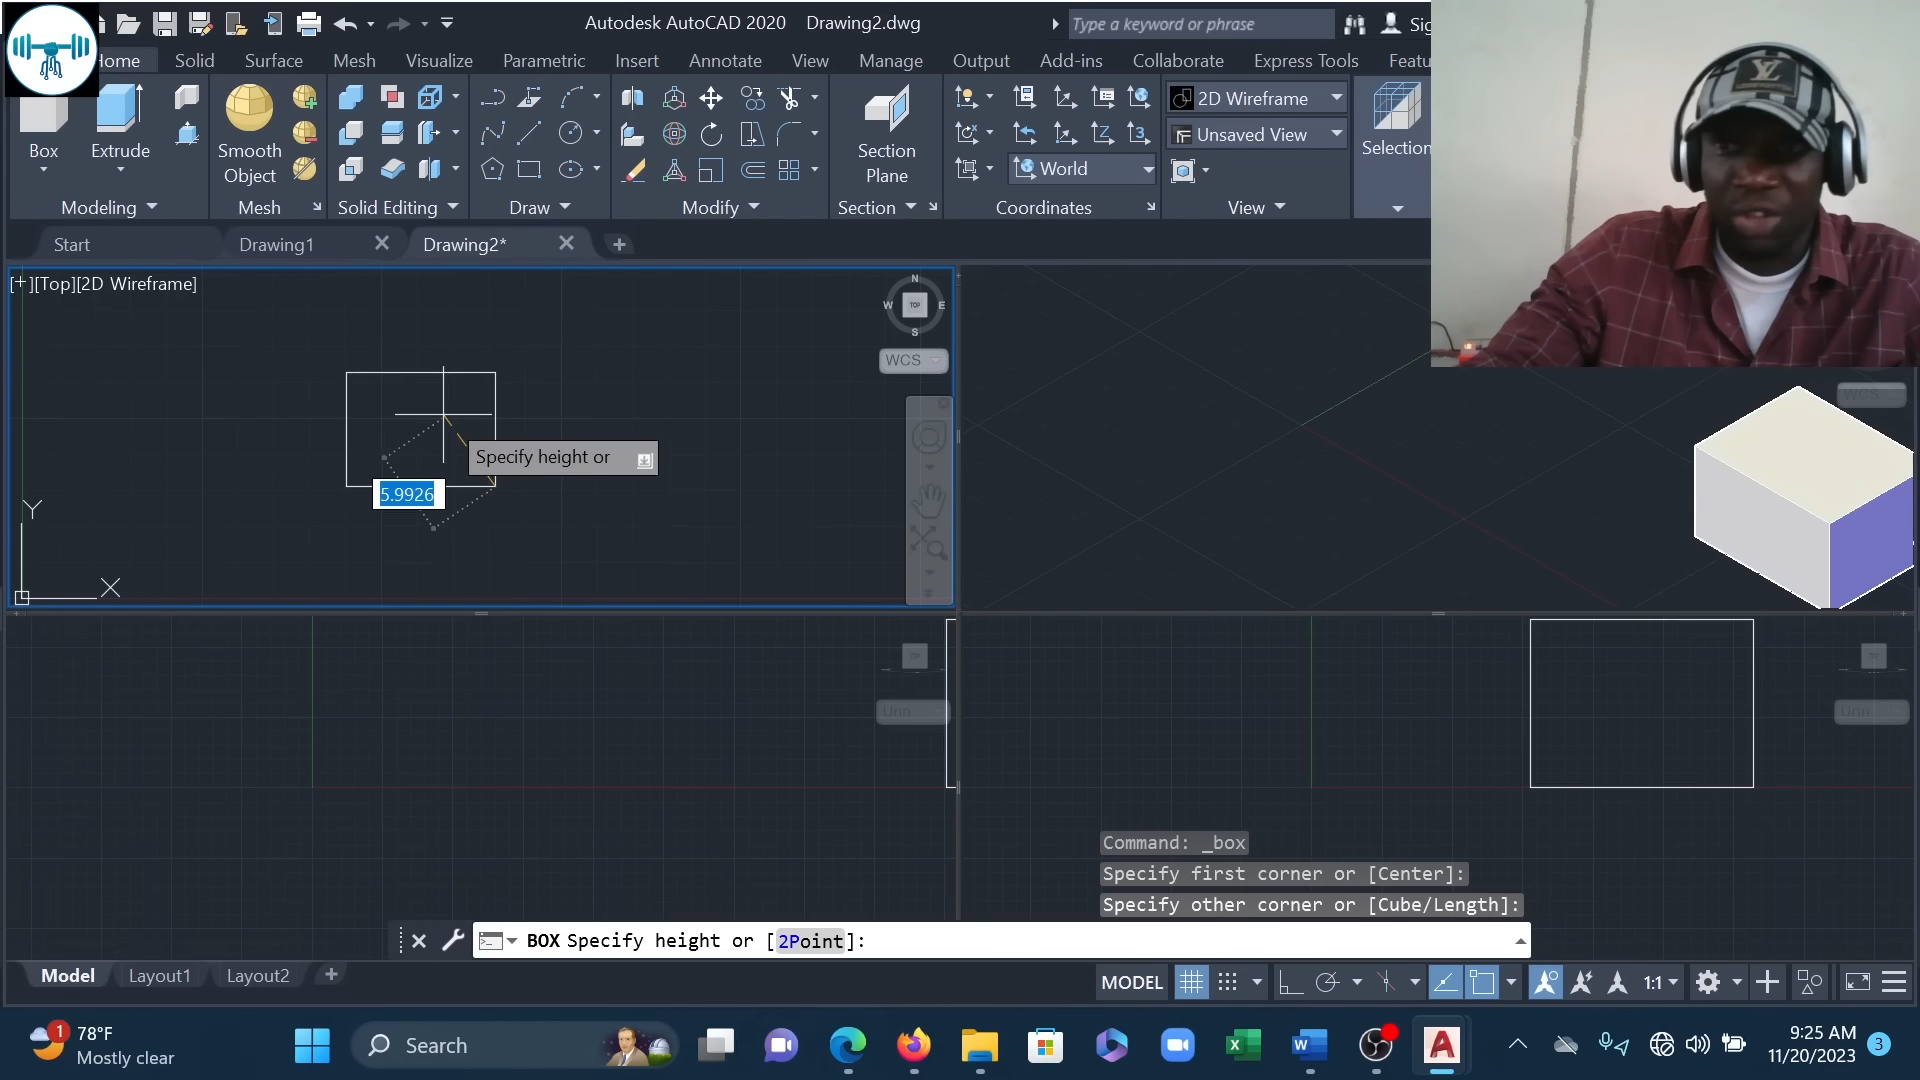 Autodesk AutoCAD 2020 Drawing2.dwg
Type a keyword or phrase
Home Solid Surface Mesh Visualize Parametric Insert Annotate View Manage Output Add-ins Collaborate Express Tools
Box
Extrude
Smooth
Object
Section
Plane
2D Wireframe
Unsaved View
World
Selection
Modeling Mesh Solid Editing Draw Modify Section Coordinates View
Start Drawing1 Drawing2*
[+][Top][2D Wireframe]
N
W TOP E
S
WCS
WCS
Specify height or
5.9926
Y
X
Command: _box
Specify first corner or [Center]:
Specify other corner or [Cube/Length]:
BOX Specify height or [2Point]:
Model Layout1 Layout2
MODEL
1:1
1
78°F
Mostly clear
Search
9:25 AM
11/20/2023
3